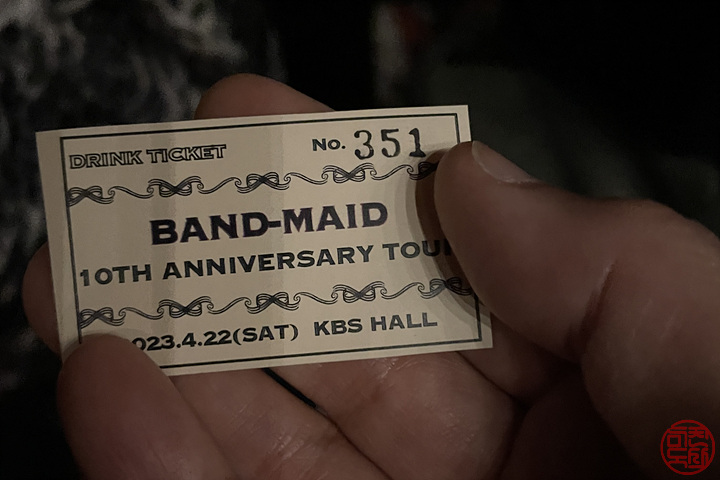 DRINK TICKET No. 351
BAND-MAID
10TH ANNIVERSARY TOU
023.4.22(SAT) KBS HALL